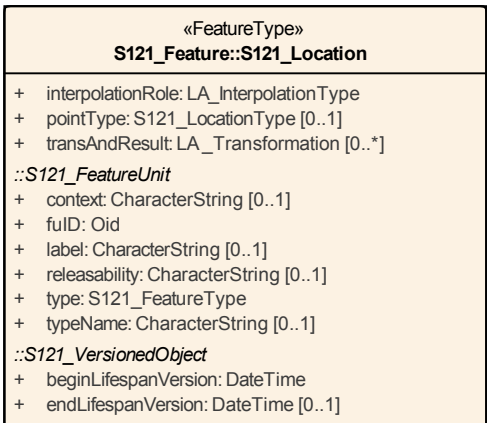 «FeatureType»
S121_Feature::S121_Location
+ interpolationRole: LA_InterpolationType
+ pointType: S121_LocationType [0..1]
+ transAndResult: LA_Transformation [0..*]
::S121_FeatureUnit
+ context: CharacterString [0..1]
+ fuID: Oid
+ label: CharacterString [0..1]
+ releasability: CharacterString [0..1]
+ type: S121_FeatureType
+ typeName: CharacterString [0..1]
::S121_VersionedObject
+ beginLifespanVersion: DateTime
+ endLifespanVersion: DateTime [0..1]